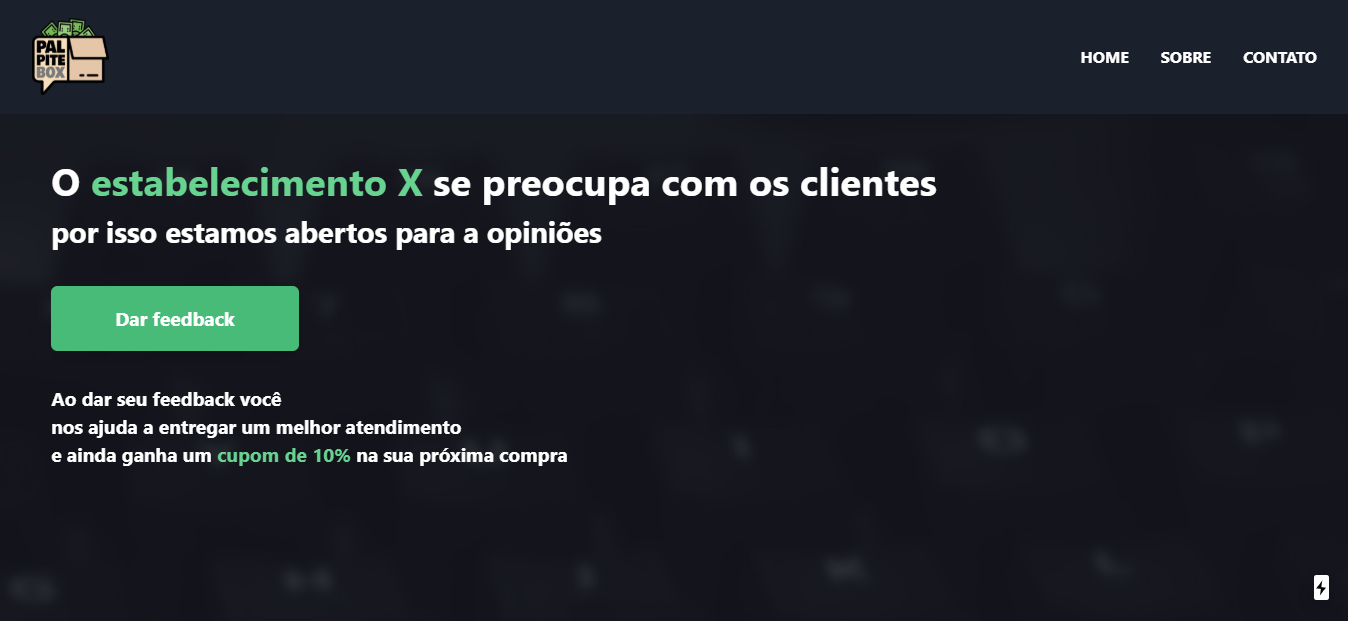 PAL
PITE
BOX
HOME SOBRE CONTATO
O estabelecimento X se preocupa com os clientes
por isso estamos abertos para a opiniões
Dar feedback
Ao dar seu feedback você
nos ajuda a entregar um melhor atendimento
e ainda ganha um cupom de 10% na sua próxima compra